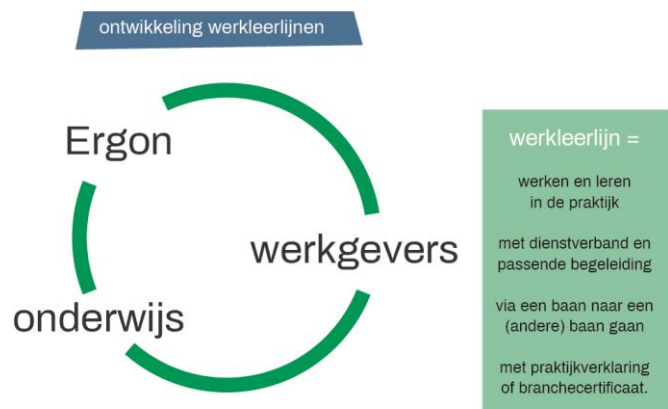 ontwikkeling werkleerlijnen
Ergon
werkgevers
onderwijs
werkleerlijn =
werken en leren
in de praktijk
met dienstverband en
passende begeleiding
via een baan naar een
(andere) baan gaan
met praktijkverklaring
of branchecertificaat.